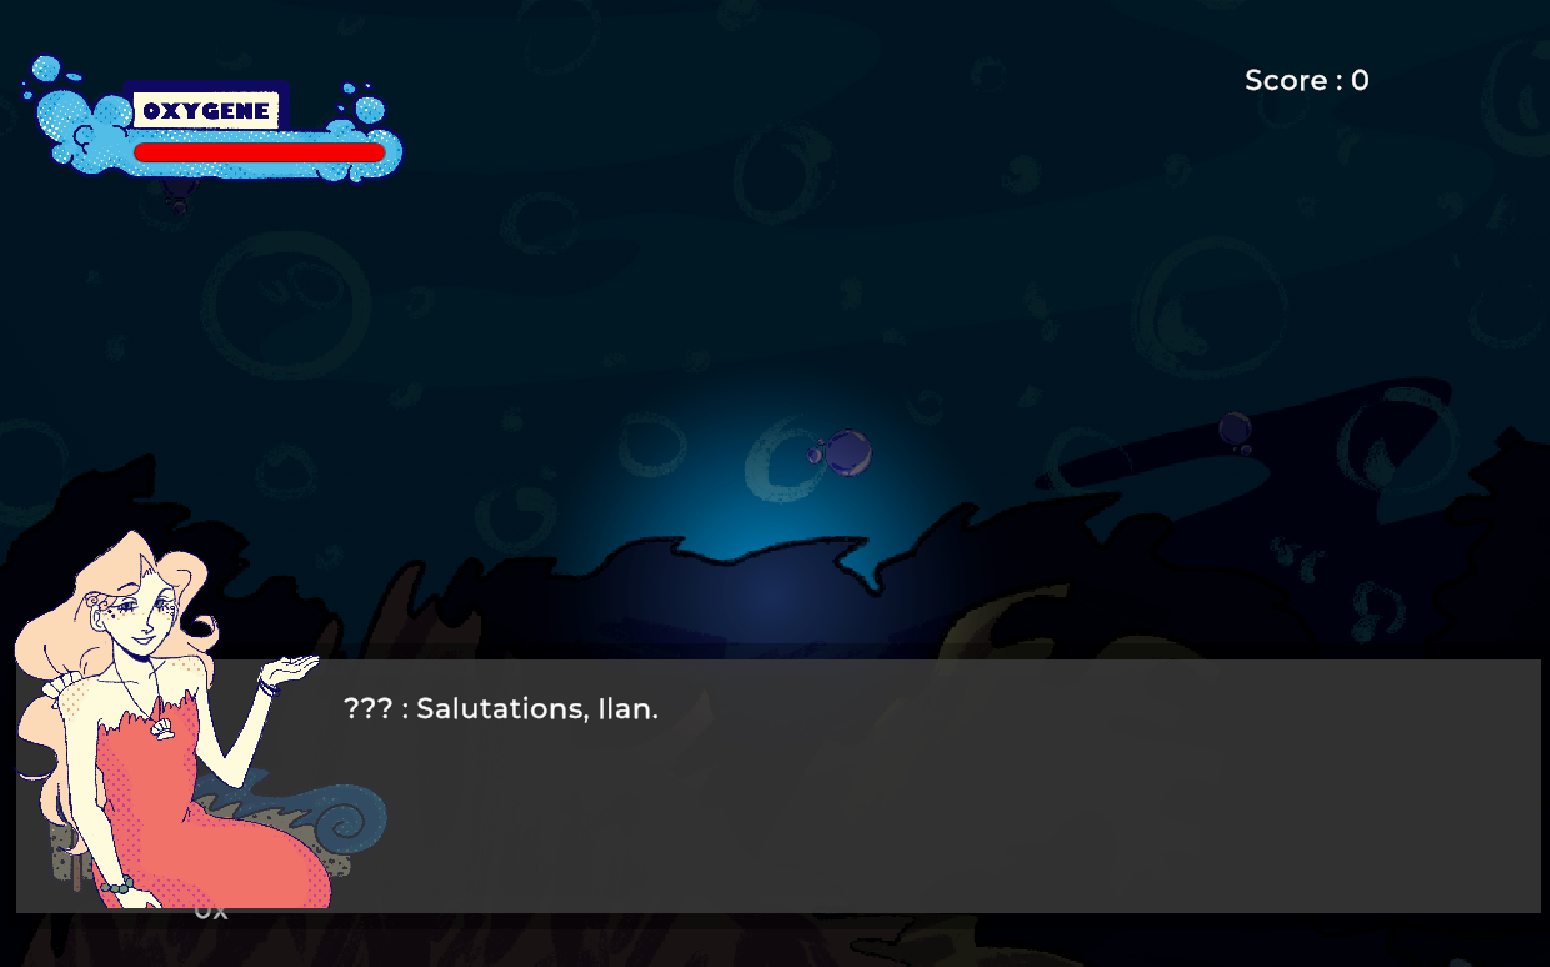 OXYGENE
Score : 0
??? : Salutations, Ilan.